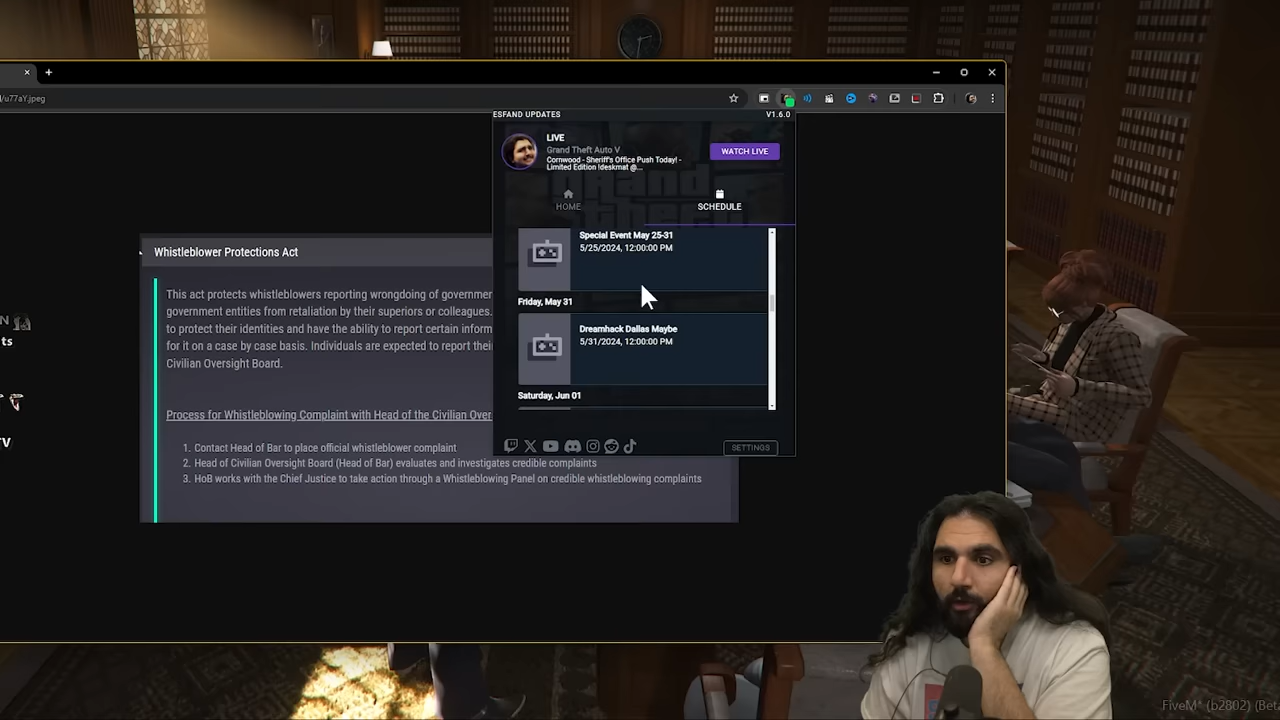 /u77aY.jpeg
ESFAND UPDATES
V1.6.0
LIVE
Grand Theft Auto V
Cornwood - Sheriff's Office Push Today! -
Limited Edition !deskmat @...
WATCH LIVE
HOME
SCHEDULE
Special Event May 25-31
5/25/2024, 12:00:00 PM
Friday, May 31
Dreamhack Dallas Maybe
5/31/2024, 12:00:00 PM
Saturday, Jun 01
SETTINGS
Whistleblower Protections Act
This act protects whistleblowers reporting wrongdoing of
government entities from retaliation by their superiors or colleagues.
to protect their identities and have the ability to report certain
for it on a case by case basis. Individuals are expected to report
Civilian Oversight Board.
Process for Whistleblowing Complaint with Head of the Civilian
1. Contact Head of Bar to place official whistleblower complaint
2. Head of Civilian Oversight Board (Head of Bar) evaluates and investigates credible complaints
3. HoB works with the Chief Justice to take action through a Whistleblowing Panel on credible whistleblowing complaints
N
ts
TV
FiveM* (b2802) (Bet